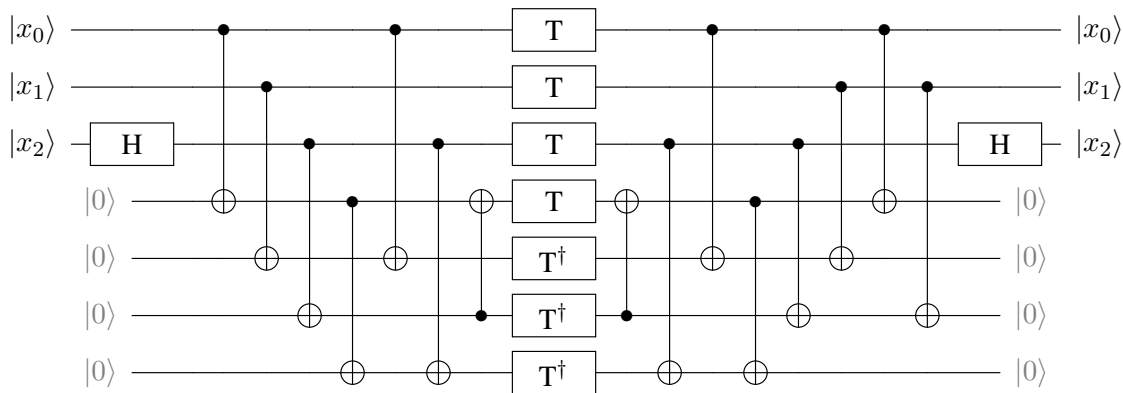 |x₀⟩ T |x₀⟩
|x₁⟩ T |x₁⟩
|x₂⟩ H T H |x₂⟩
|0⟩ T |0⟩
|0⟩ T† |0⟩
|0⟩ T† |0⟩
|0⟩ T† |0⟩